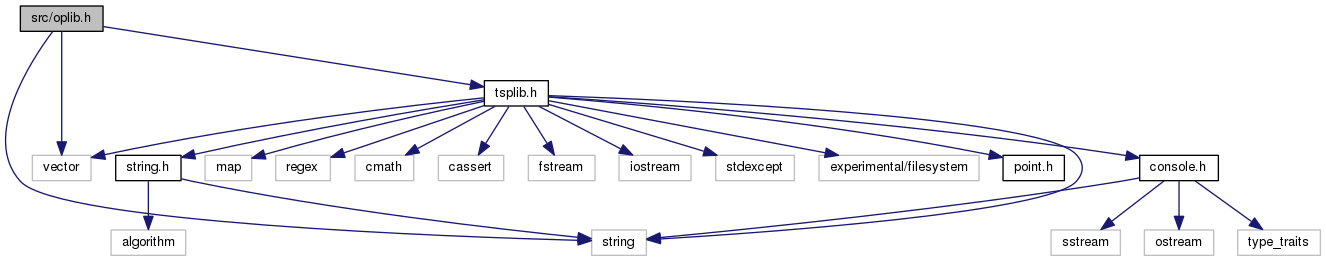 src/oplib.h
tsplib.h
vector
string.h
map
regex
cmath
cassert
fstream
iostream
stdexcept
experimental/filesystem
point.h
console.h
algorithm
string
sstream
ostream
type_traits